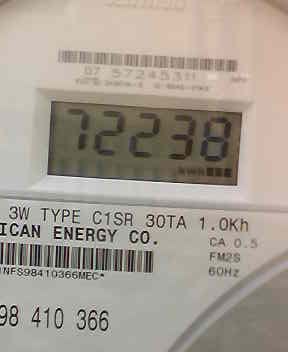 07 57245311
72238
kwh
3W TYPE C1SR 30TA 1.0Kh
ICAN ENERGY CO.
CA 0.5
FM2S
60Hz
NFS98410366MEC*
98 410 366